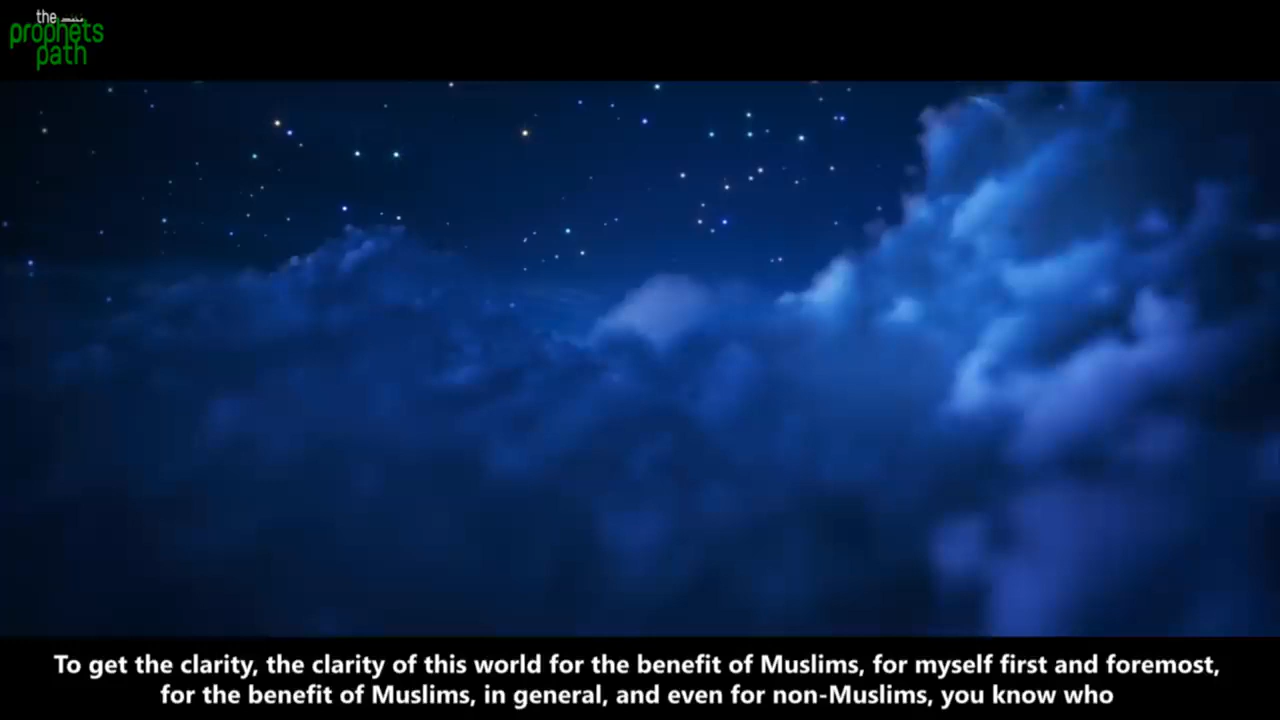 the
prophets
path
To get the clarity, the clarity of this world for the benefit of Muslims, for myself first and foremost,
for the benefit of Muslims, in general, and even for non-Muslims, you know who